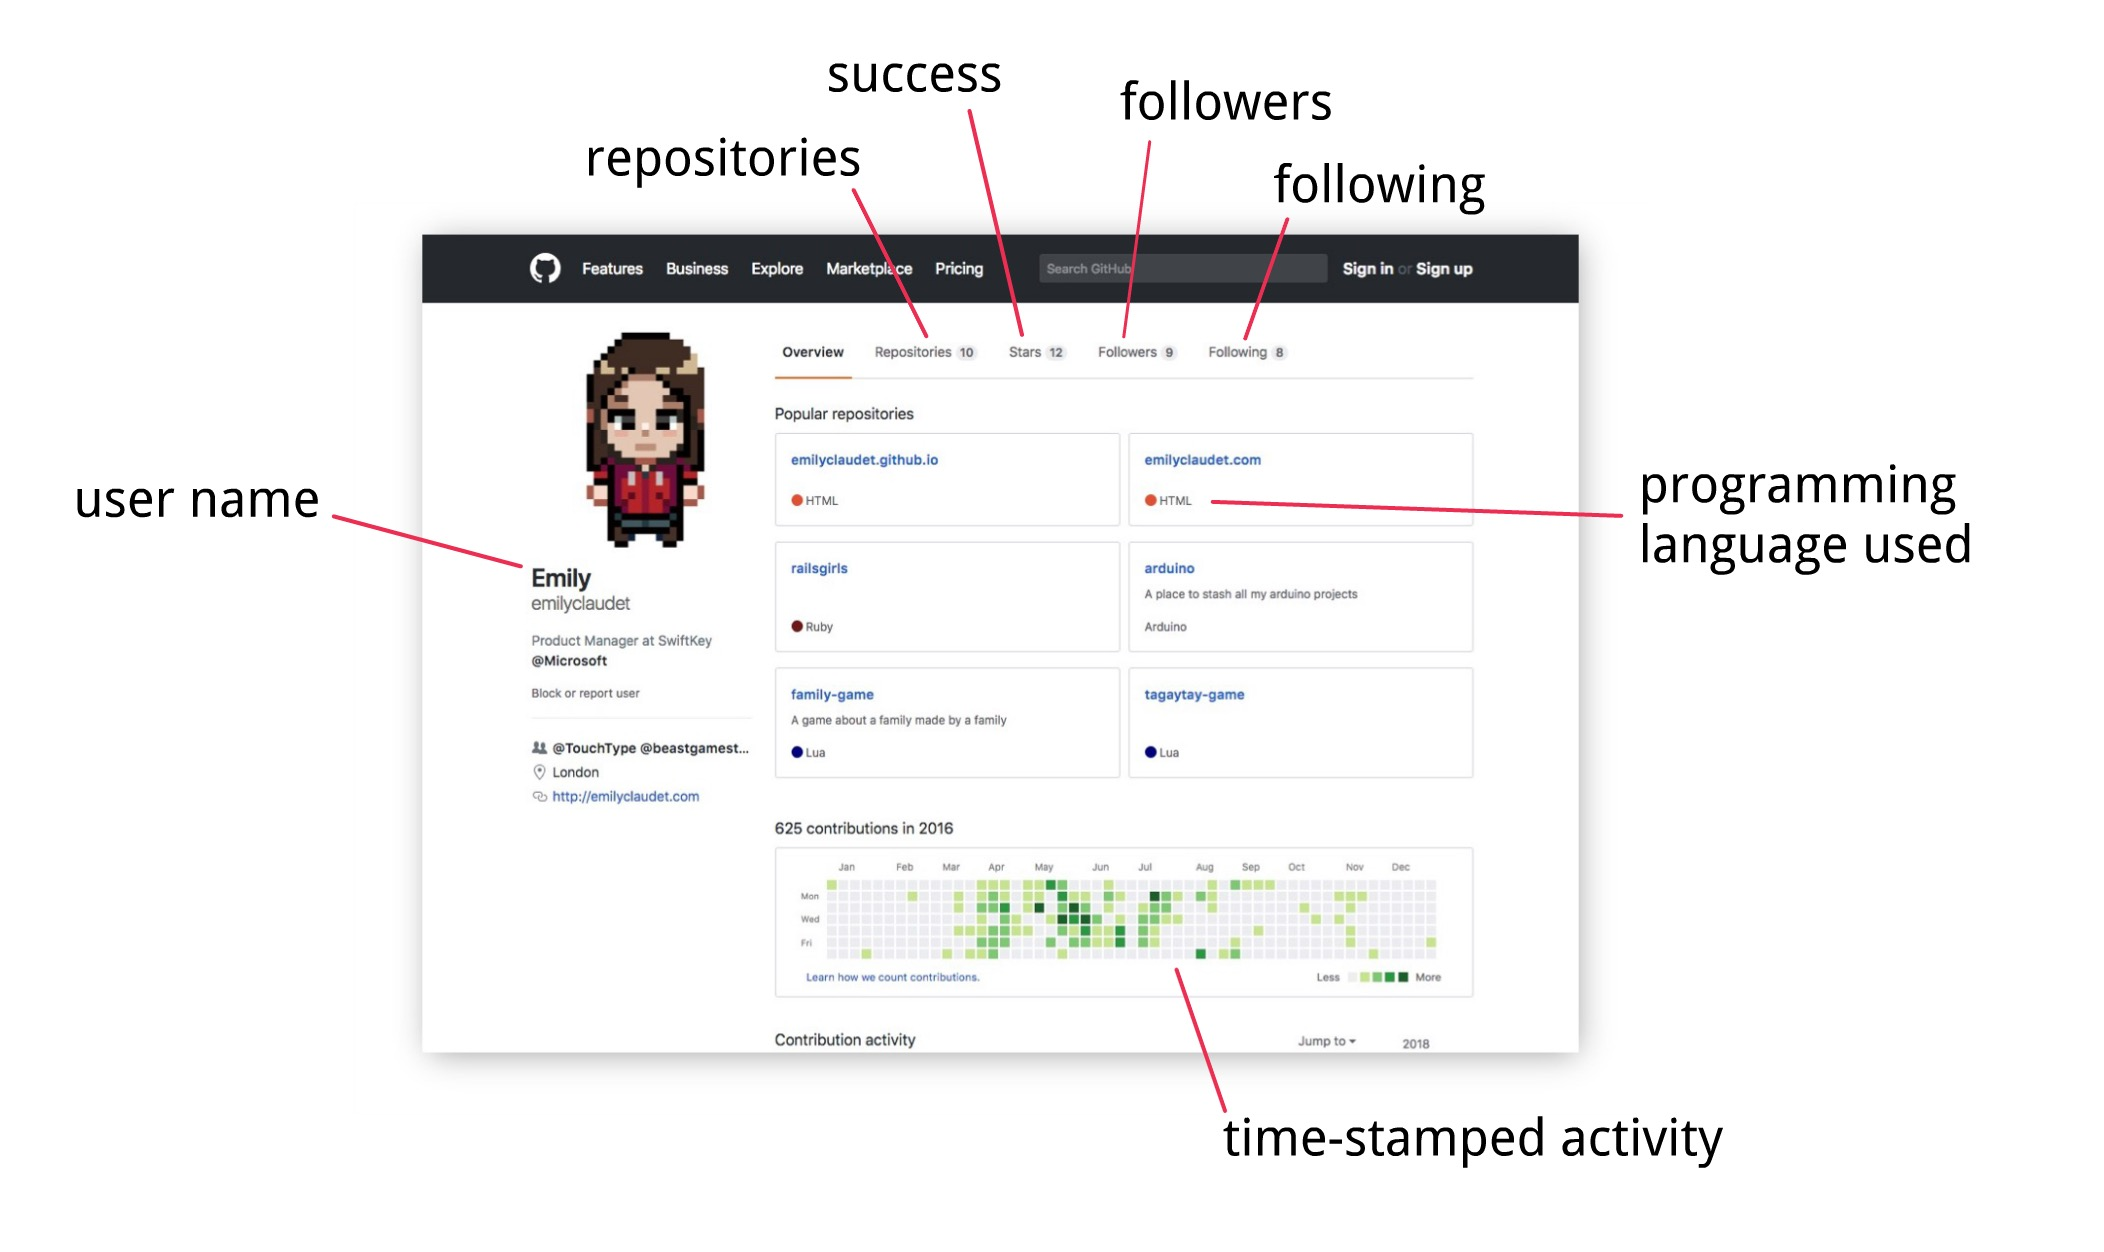 success
followers
repositories
following
Features Business Explore Marketplace Pricing Search GitHub Sign in or Sign up
Overview Repositories 10 Stars 12 Followers 9 Following 8
Popular repositories
emilyclaudet.github.io
HTML
emilyclaudet.com
HTML
programming
language used
user name
Emily
emilyclaudet
Product Manager at SwiftKey
@Microsoft
Block or report user
@TouchType @beastgamest...
London
http://emilyclaudet.com
railsgirls
Ruby
arduino
A place to stash all my arduino projects
Arduino
family-game
A game about a family made by a family
Lua
tagaytay-game
Lua
625 contributions in 2016
Jan Feb Mar Apr May Jun Jul Aug Sep Oct Nov Dec
Mon
Wed
Fri
Learn how we count contributions.
Less More
Contribution activity
Jump to
2018
time-stamped activity